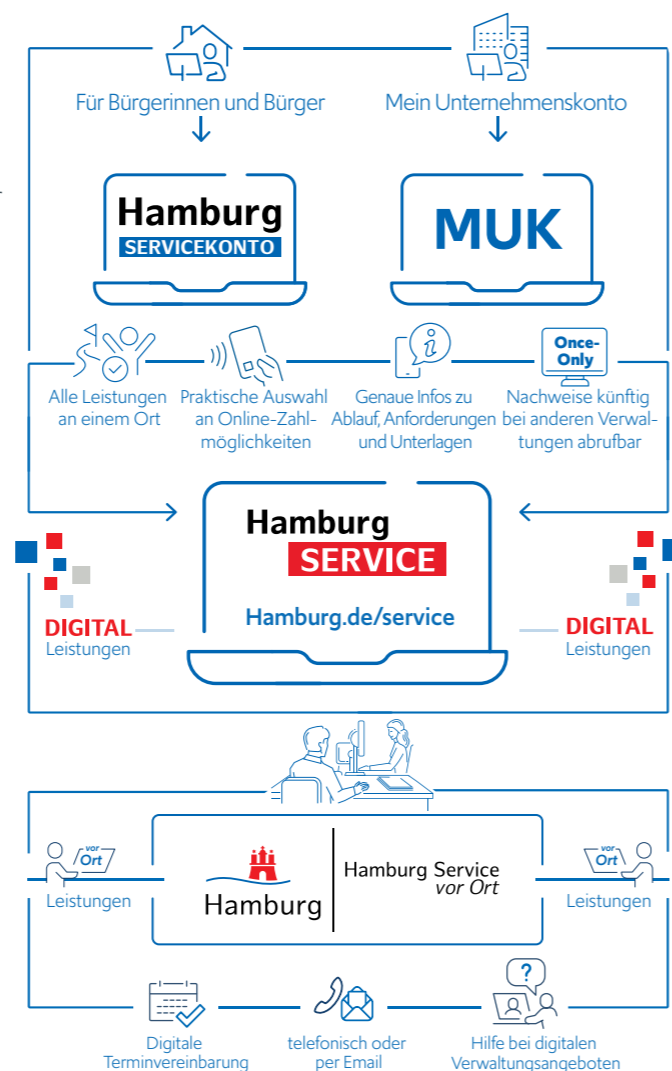 Für Bürgerinnen und Bürger
Mein Unternehmenskonto
Hamburg
SERVICEKONTO
MUK
Alle Leistungen
an einem Ort
Praktische Auswahl
an Online-Zahl-
möglichkeiten
Genaue Infos zu
Ablauf, Anforderungen
und Unterlagen
Once-
Only
Nachweise künftig
bei anderen Verwal-
tungen abrufbar
Hamburg
SERVICE
Hamburg.de/service
DIGITAL
Leistungen
DIGITAL
Leistungen
vor
Ort
Leistungen
Hamburg
Hamburg Service
vor Ort
vor
Ort
Leistungen
Digitale
Terminvereinbarung
telefonisch oder
per Email
Hilfe bei digitalen
Verwaltungsangeboten